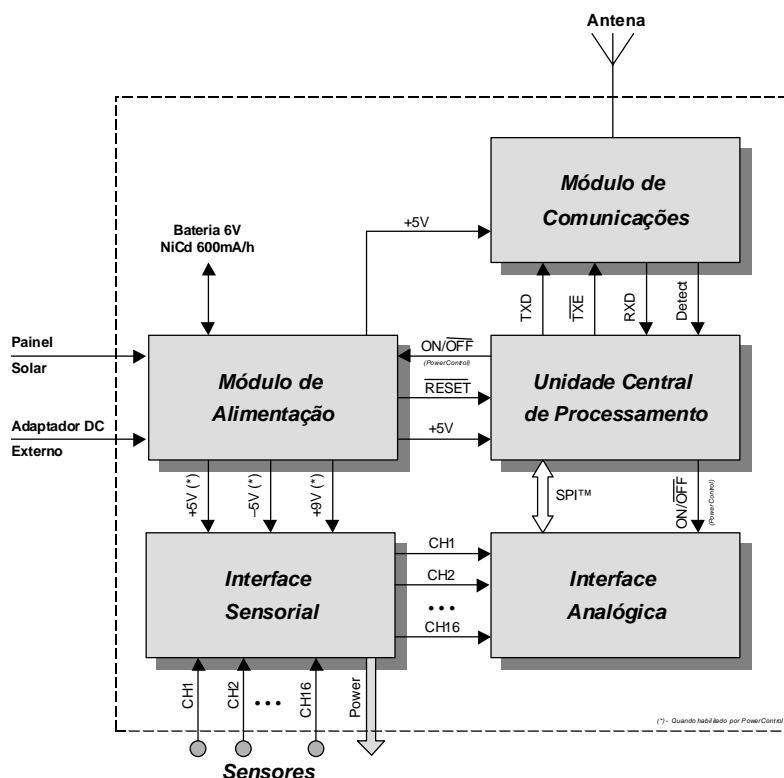 Antena
Módulo de
Comunicações
+5V
Bateria 6V
NiCd 600mA/h
TXD
TXE
RXD
Detect
Painel
Solar
ON/OFF
(PowerControl)
Módulo de
Alimentação
RESET
Unidade Central
de Processamento
Adaptador DC
Externo
+5V
+5V (*)
–5V (*)
+9V (*)
SPI™
ON/OFF
(PowerControl)
Interface
Sensorial
CH1
CH2
•••
CH16
Interface
Analógica
CH1
CH2
•••
CH16
Power
(*) - Quando habilitado por PowerControl
Sensores